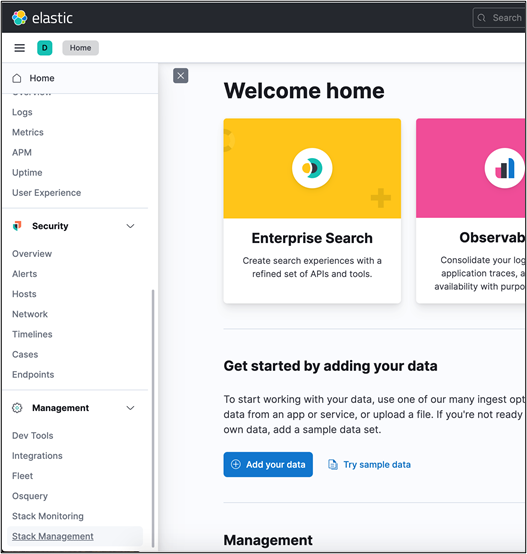 elastic
Search
D
Home
Home
Overview
Logs
Metrics
APM
Uptime
User Experience
Security
Overview
Alerts
Hosts
Network
Timelines
Cases
Endpoints
Management
Dev Tools
Integrations
Fleet
Osquery
Stack Monitoring
Stack Management
Welcome home
Enterprise Search
Create search experiences with a
refined set of APIs and tools.
Observab
Consolidate your log
application traces, a
availability with purpo
Get started by adding your data
To start working with your data, use one of our many ingest opt
data from an app or service, or upload a file. If you're not ready
own data, add a sample data set.
Add your data
Try sample data
Management